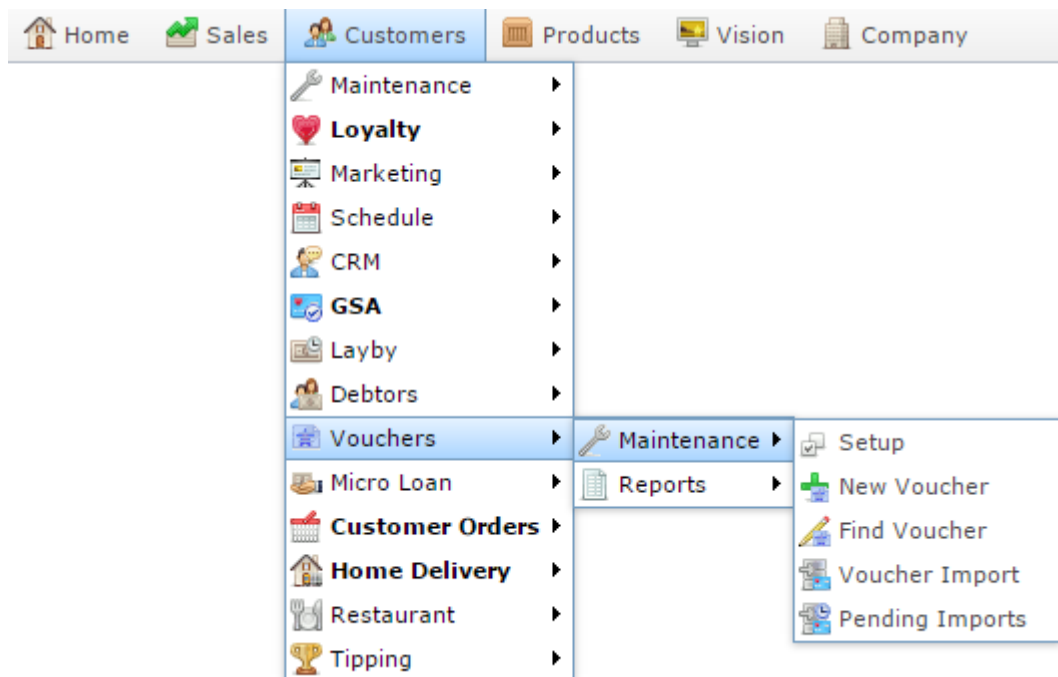 Home Sales Customers Products Vision Company
Maintenance
Loyalty
Marketing
Schedule
CRM
GSA
Layby
Debtors
Vouchers Maintenance Setup
Micro Loan Reports New Voucher
Customer Orders Find Voucher
Home Delivery Voucher Import
Restaurant Pending Imports
Tipping